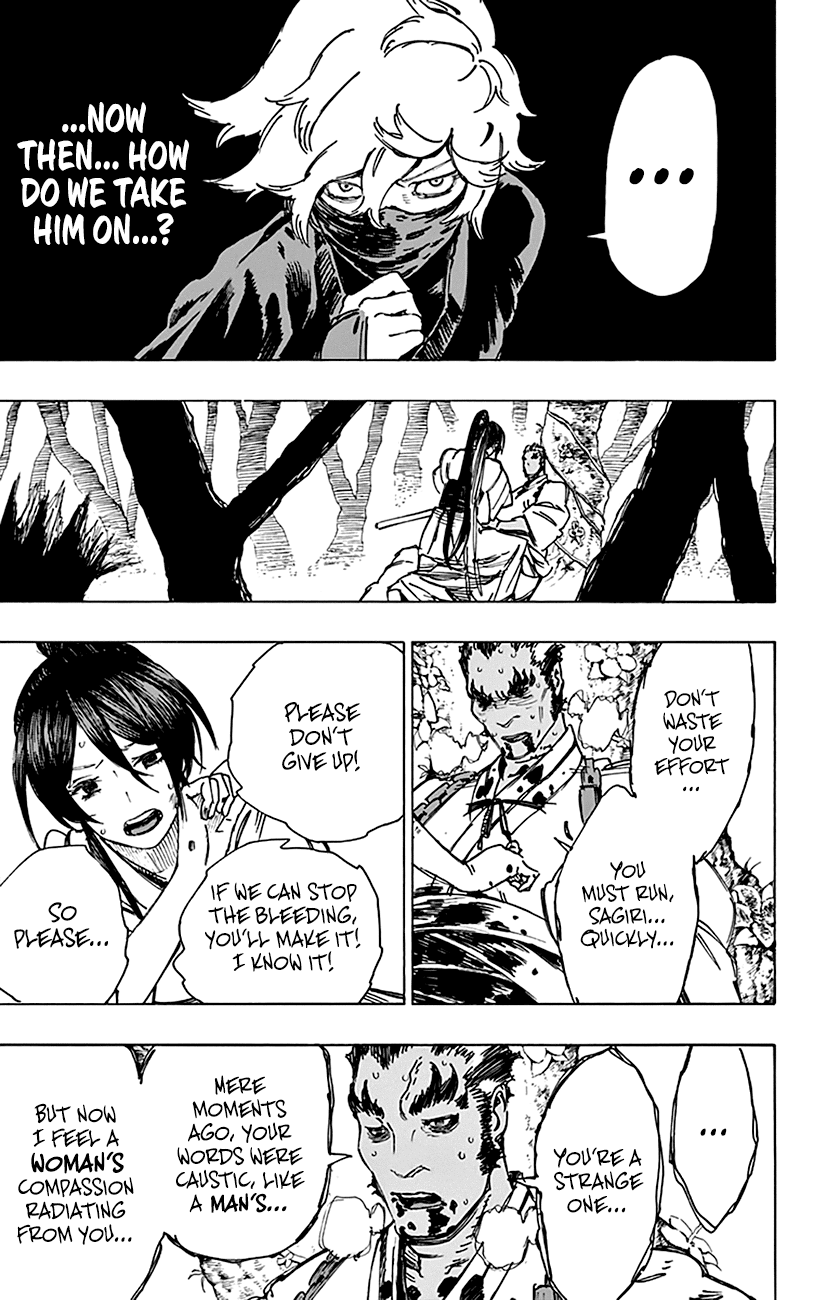 ...
...NOW
THEN... HOW
DO WE TAKE
HIM ON...?
DON'T
WASTE
YOUR
EFFORT
...
YOU
MUST RUN,
SAGIRI...
QUICKLY...
PLEASE
DON'T
GIVE UP!
IF WE CAN STOP
THE BLEEDING,
YOU'LL MAKE IT!
I KNOW IT!
SO
PLEASE...
...
YOU'RE A
STRANGE
ONE...
MERE
MOMENTS
AGO, YOUR
WORDS WERE
CAUSTIC, LIKE
A MAN'S...
BUT NOW
I FEEL A
WOMAN'S
COMPASSION
RADIATING
FROM YOU...